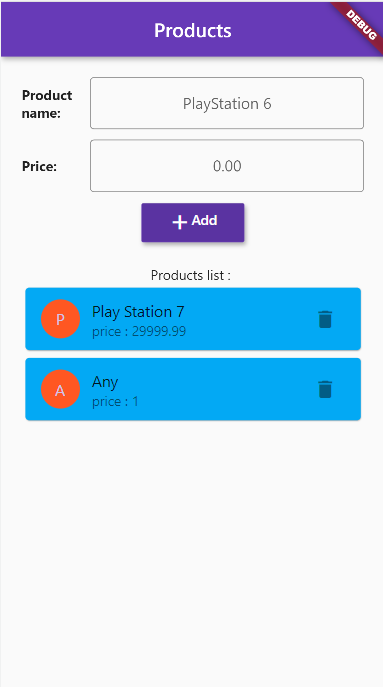 Products
DEBUG
Product
name:
PlayStation 6
Price:
0.00
+ Add
Products list :
P
Play Station 7
price : 29999.99
A
Any
price : 1